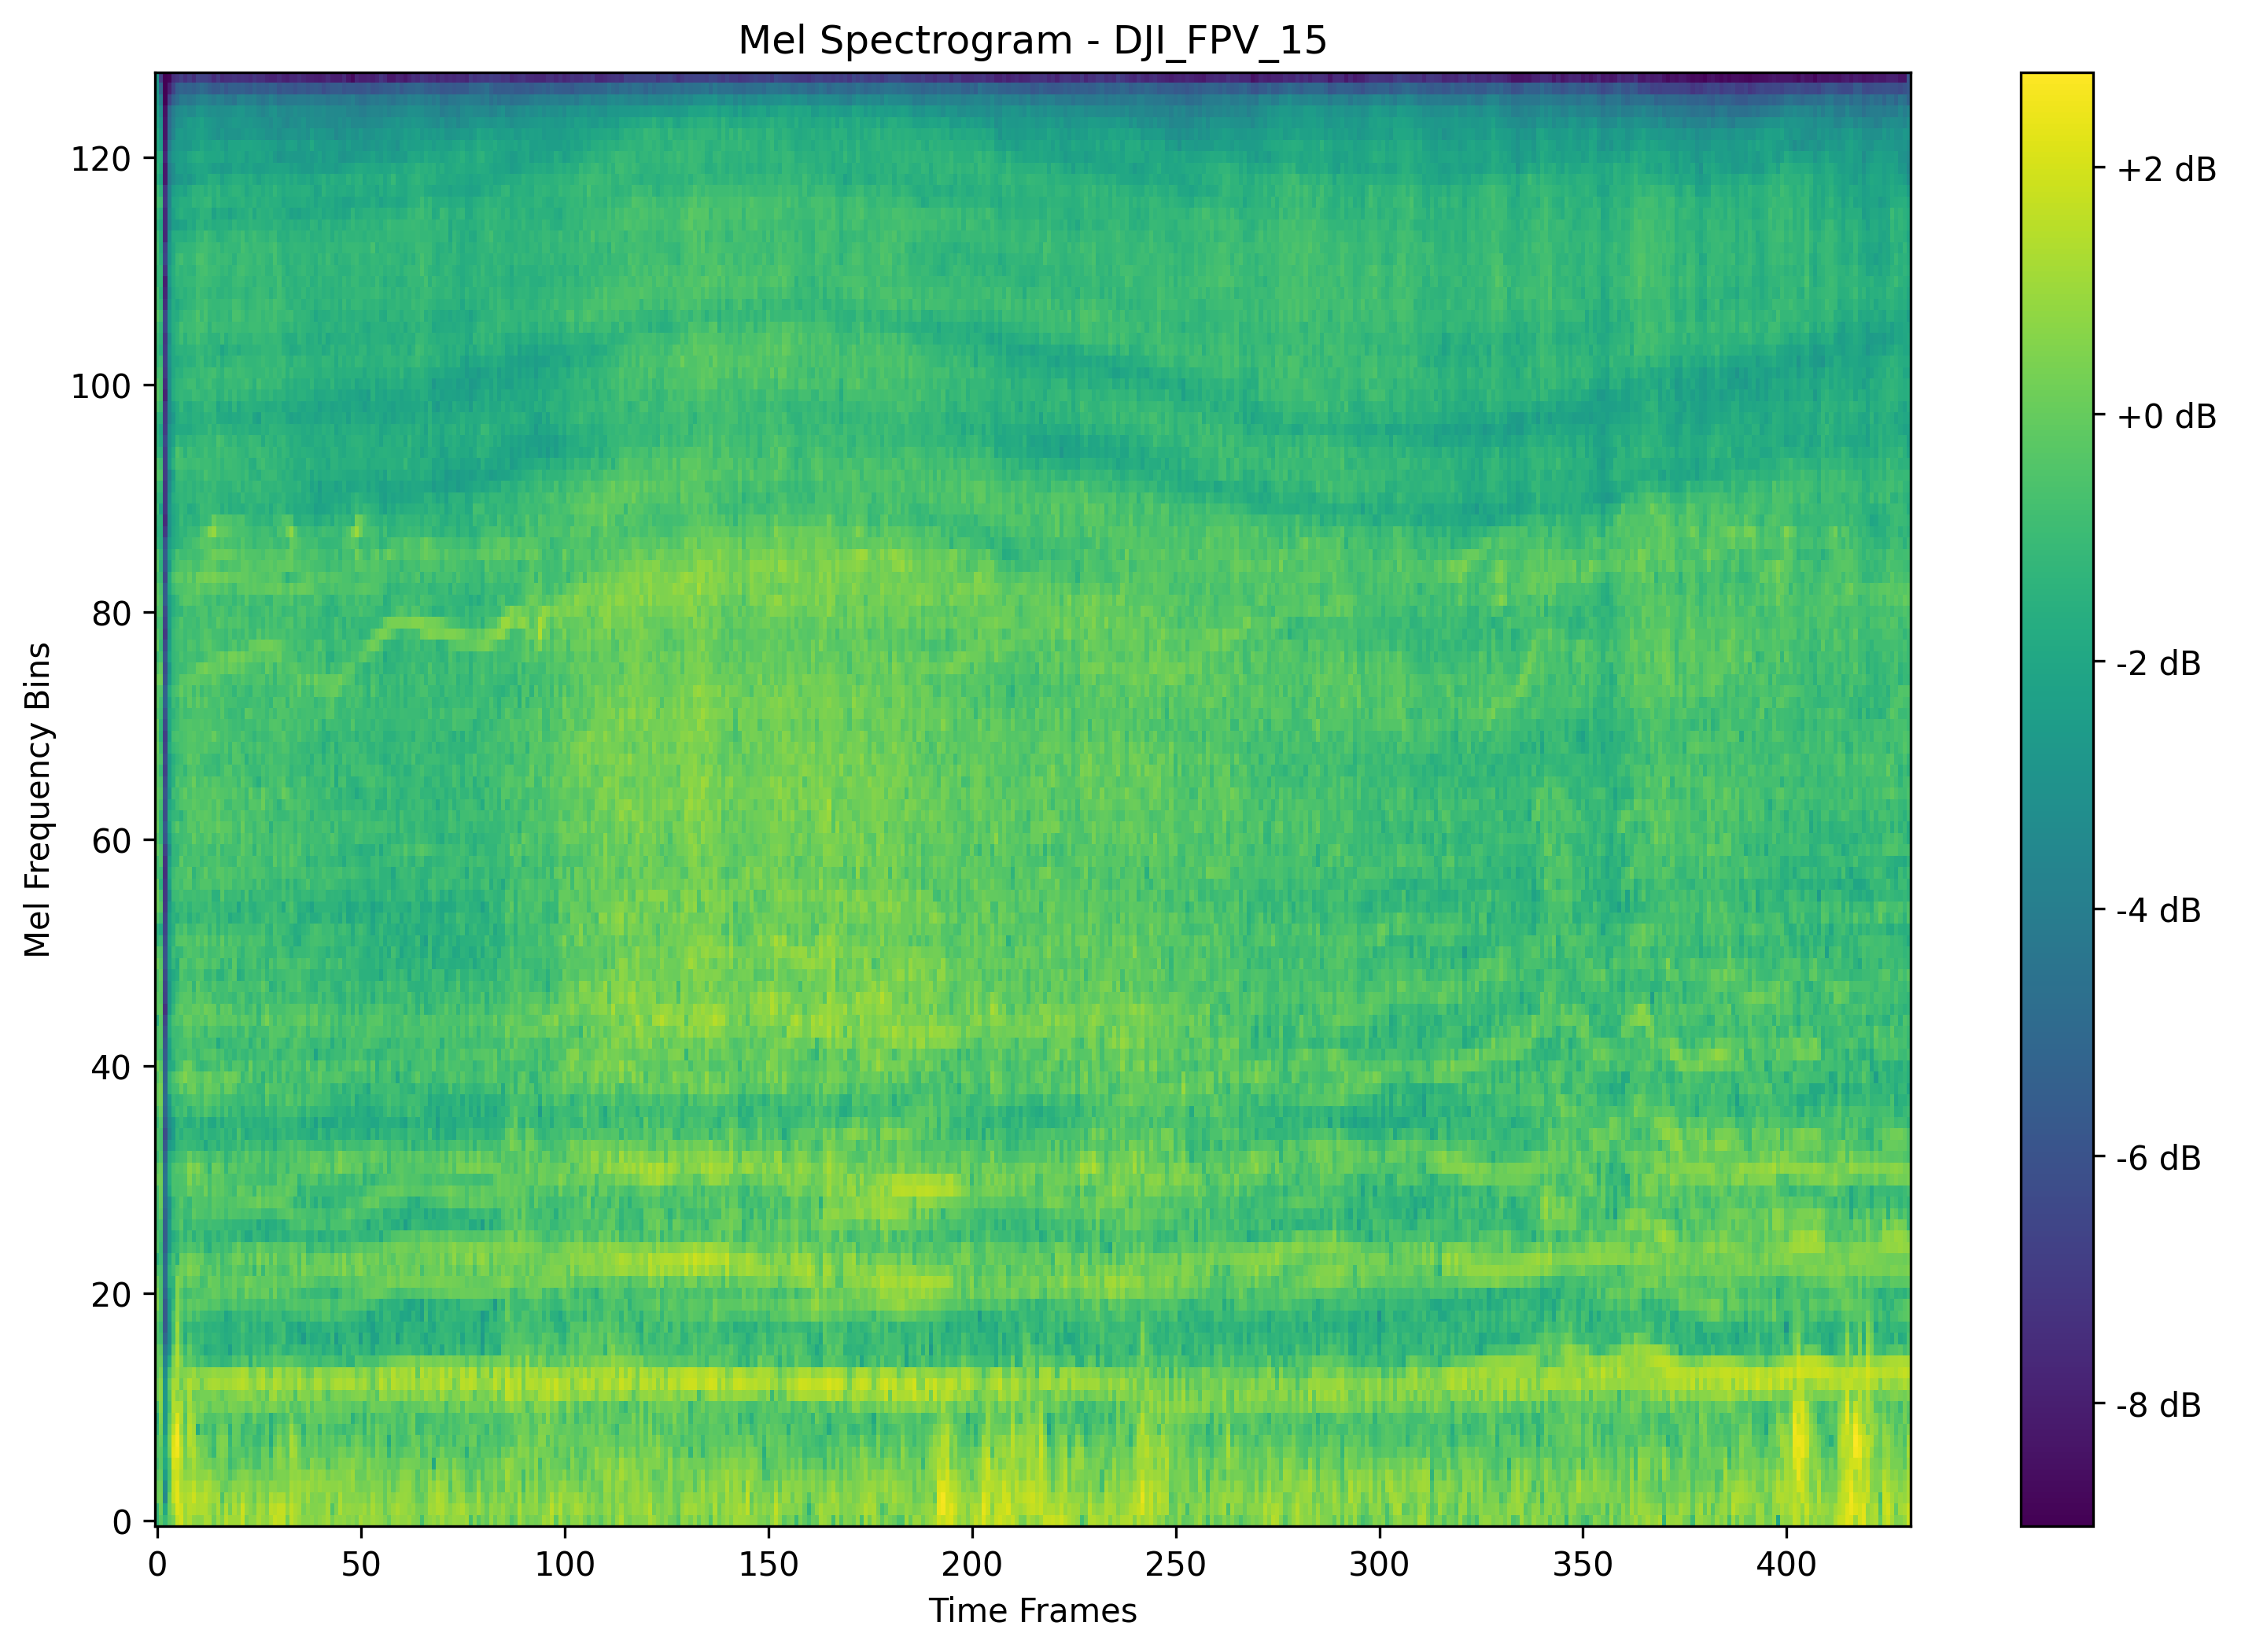 Mel Spectrogram - DJI_FPV_15
Mel Frequency Bins
120
100
80
60
40
20
0
0 50 100 150 200 250 300 350 400
Time Frames
+2 dB
+0 dB
-2 dB
-4 dB
-6 dB
-8 dB